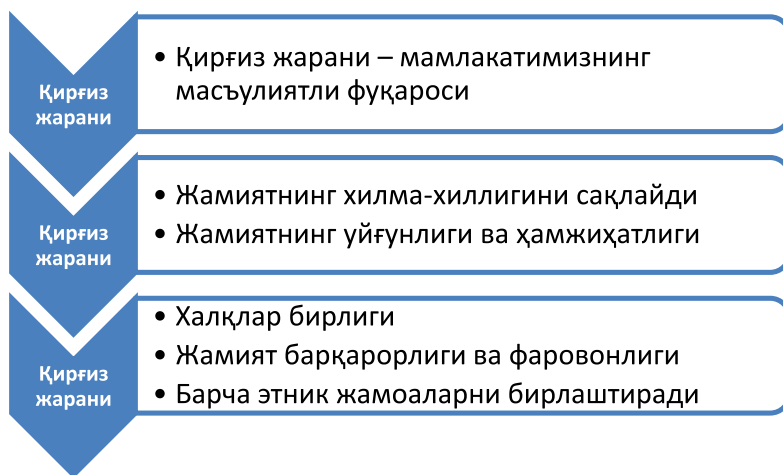 Қирғиз
жарани
• Қирғиз жарани – мамлакатимизнинг
масъулиятли фуқароси
Қирғиз
жарани
• Жамиятнинг хилма-хиллигини сақлайди
• Жамиятнинг уйғунлиги ва ҳамжиҳатлиги
Қирғиз
жарани
• Халқлар бирлиги
• Жамият барқарорлиги ва фаровонлиги
• Барча этник жамоаларни бирлаштиради